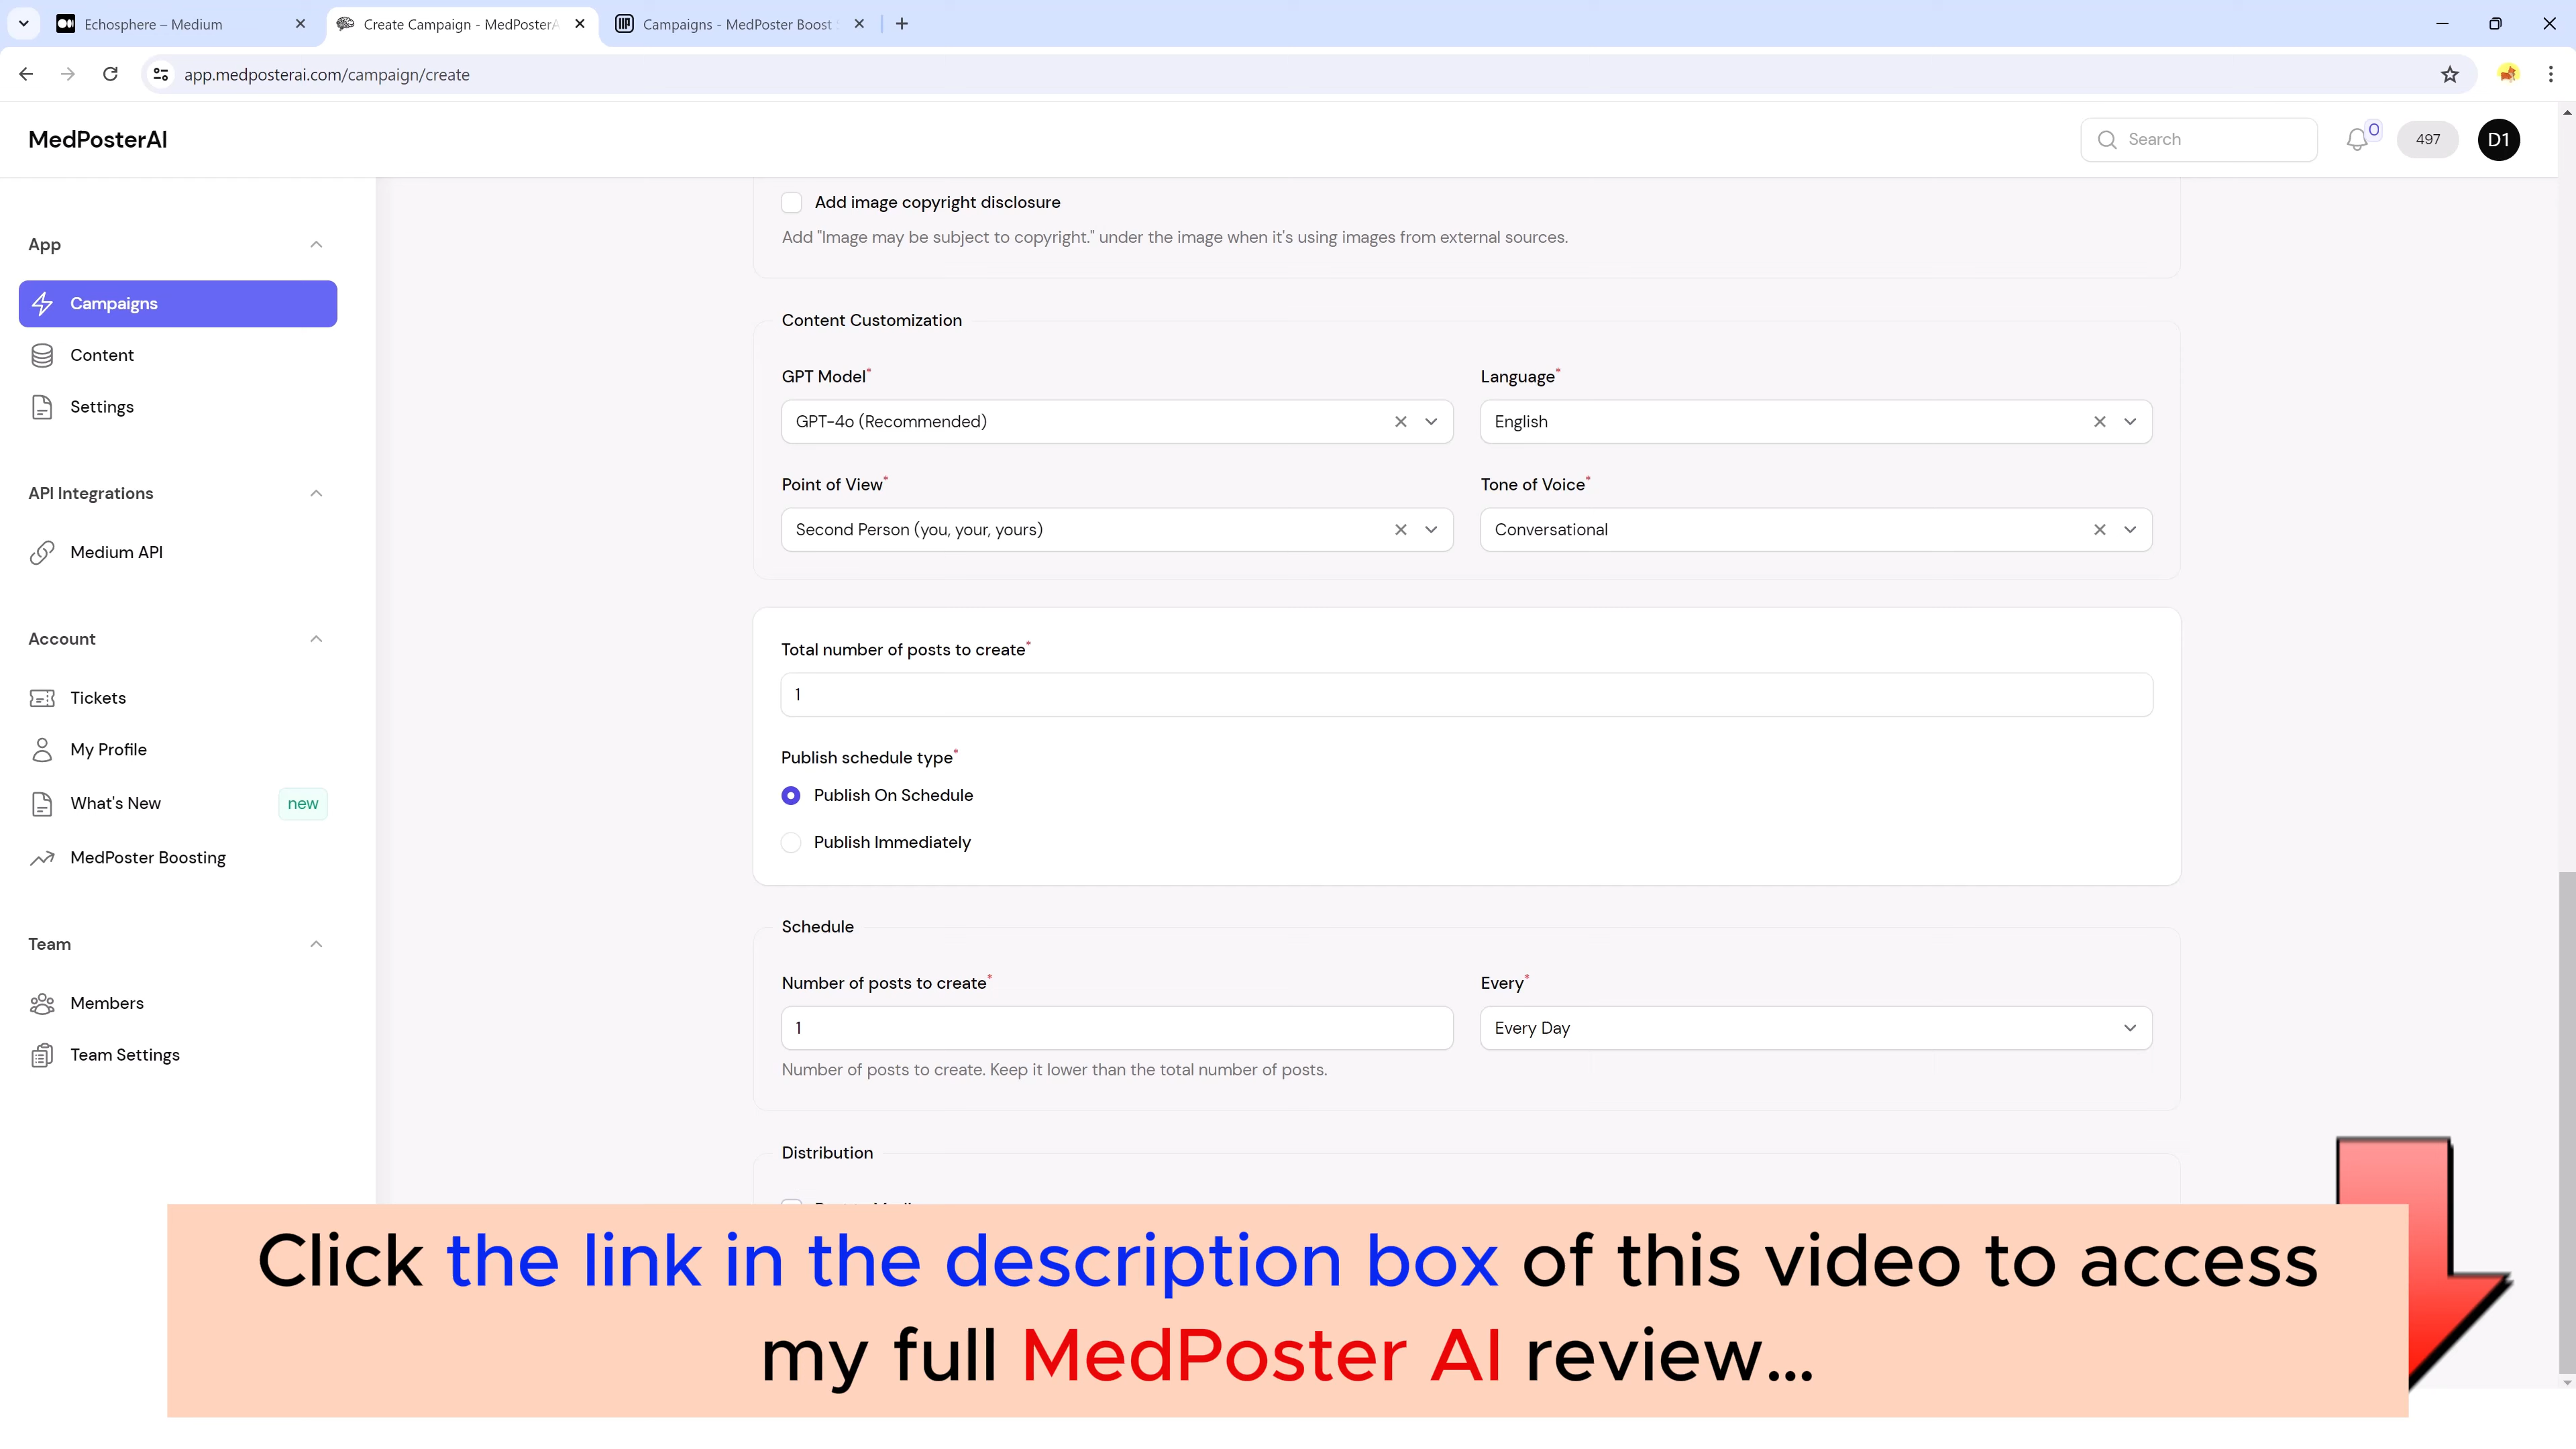 Echosphere – Medium
Create Campaign - MedPosterA
Campaigns - MedPoster Boost
app.medposterai.com/campaign/create
MedPosterAI
Search
0
497
D1
App
Campaigns
Content
Settings
API Integrations
Medium API
Account
Tickets
My Profile
What's New
new
MedPoster Boosting
Team
Members
Team Settings
Add image copyright disclosure
Add "Image may be subject to copyright." under the image when it's using images from external sources.
Content Customization
GPT Model*
Language*
GPT-4o (Recommended)
English
Point of View*
Tone of Voice*
Second Person (you, your, yours)
Conversational
Total number of posts to create*
1
Publish schedule type*
Publish On Schedule
Publish Immediately
Schedule
Number of posts to create*
Every*
1
Every Day
Number of posts to create. Keep it lower than the total number of posts.
Distribution
Click the link in the description box of this video to access
my full MedPoster AI review...